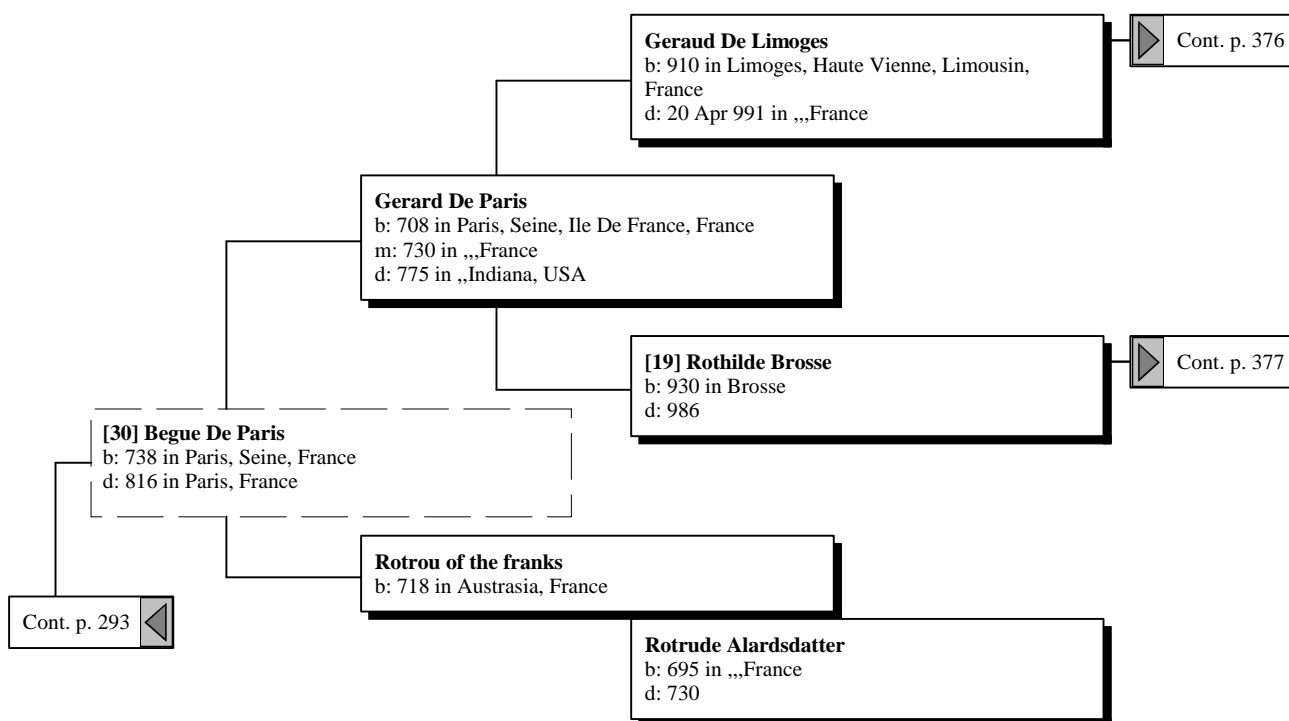 Geraud De Limoges
b: 910 in Limoges, Haute Vienne, Limousin,
France
d: 20 Apr 991 in ,,,France
Cont. p. 376
Gerard De Paris
b: 708 in Paris, Seine, Ile De France, France
m: 730 in ,,,France
d: 775 in ,,Indiana, USA
[19] Rothilde Brosse
b: 930 in Brosse
d: 986
Cont. p. 377
[30] Begue De Paris
b: 738 in Paris, Seine, France
d: 816 in Paris, France
Rotrou of the franks
b: 718 in Austrasia, France
Cont. p. 293
Rotrude Alardsdatter
b: 695 in ,,,France
d: 730